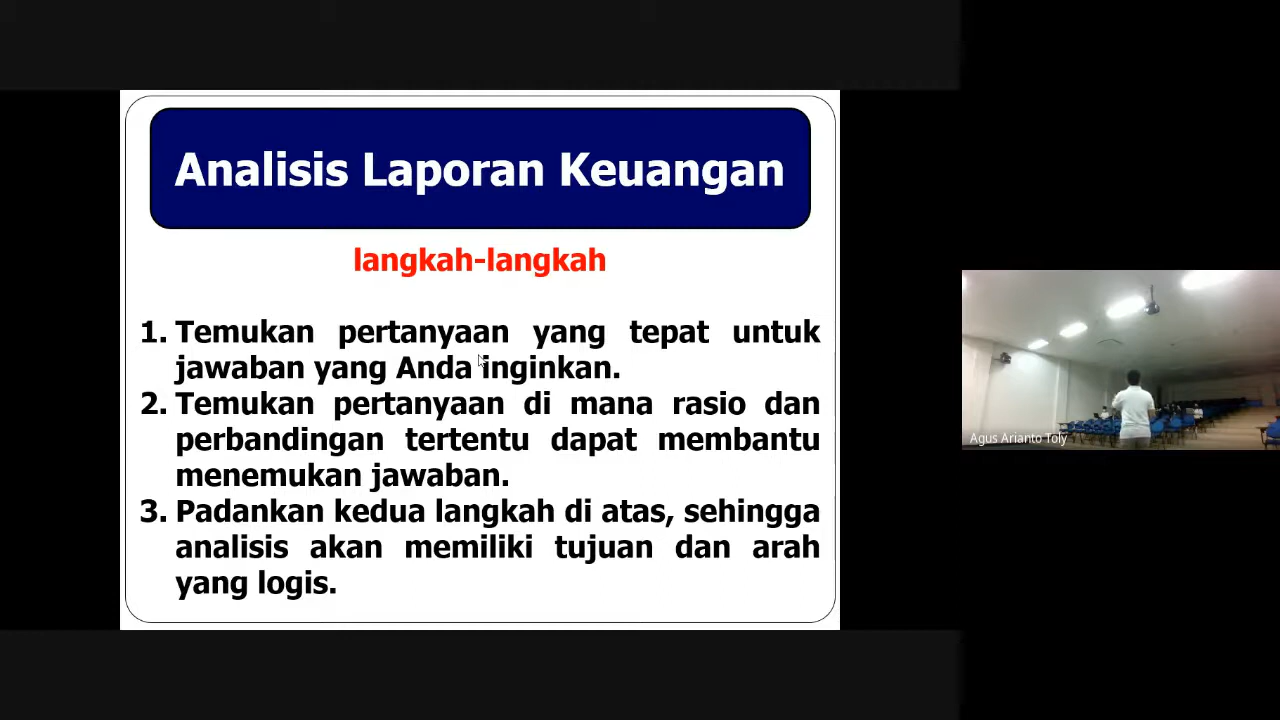 Analisis Laporan Keuangan
langkah-langkah
1. Temukan pertanyaan yang tepat untuk
jawaban yang Anda inginkan.
2. Temukan pertanyaan di mana rasio dan
perbandingan tertentu dapat membantu
menemukan jawaban.
3. Padankan kedua langkah di atas, sehingga
analisis akan memiliki tujuan dan arah
yang logis.
Agus Arianto Toly